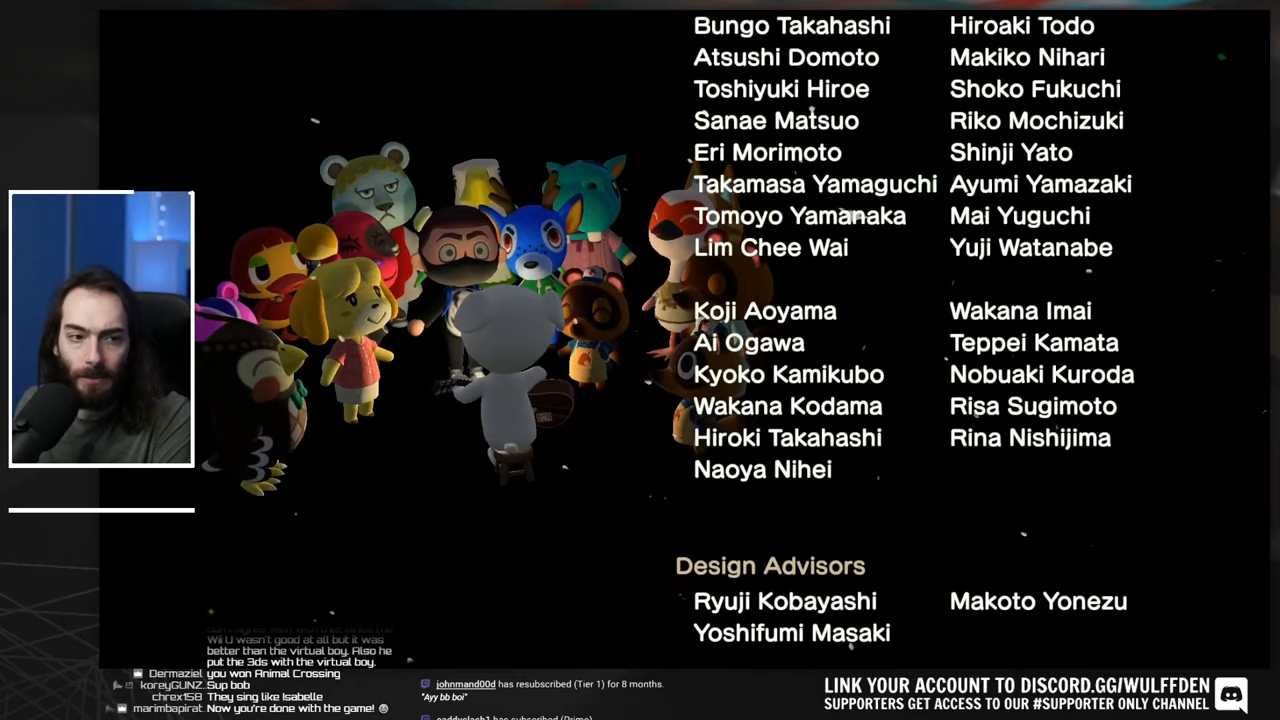 Bungo Takahashi Hiroaki Todo
Atsushi Domoto Makiko Nihari
Toshiyuki Hiroe Shoko Fukuchi
Sanae Matsuo Riko Mochizuki
Eri Morimoto Shinji Yato
Takamasa Yamaguchi Ayumi Yamazaki
Tomoyo Yamanaka Mai Yuguchi
Lim Chee Wai Yuji Watanabe
Koji Aoyama Wakana Imai
Ai Ogawa Teppei Kamata
Kyoko Kamikubo Nobuaki Kuroda
Wakana Kodama Risa Sugimoto
Hiroki Takahashi Rina Nishijima
Naoya Nihei
Design Advisors
Ryuji Kobayashi Makoto Yonezu
Yoshifumi Masaki
Wii U wasn't good at all but it was
better than the virtual boy. Also he
put the 3ds with the virtual boy.
Dermaziel you won Animal Crossing
koreyGUNZ Sup bob
chrex158 They sing like Isabelle
marimbapirat Now you're done with the game!
johnmand00d has resubscribed (Tier 1) for 8 months.
"Ayy bb boi"
has subscribed (Prime)
LINK YOUR ACCOUNT TO DISCORD.GG/WULFFDEN
SUPPORTERS GET ACCESS TO OUR #SUPPORTER ONLY CHANNEL